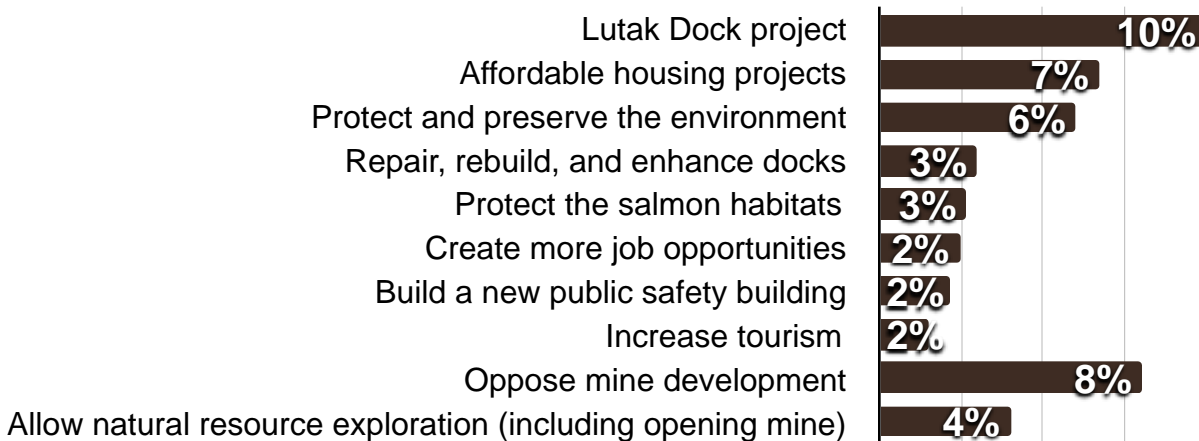 Lutak Dock project 10%
Affordable housing projects 7%
Protect and preserve the environment 6%
Repair, rebuild, and enhance docks 3%
Protect the salmon habitats 3%
Create more job opportunities 2%
Build a new public safety building 2%
Increase tourism 2%
Oppose mine development 8%
Allow natural resource exploration (including opening mine) 4%